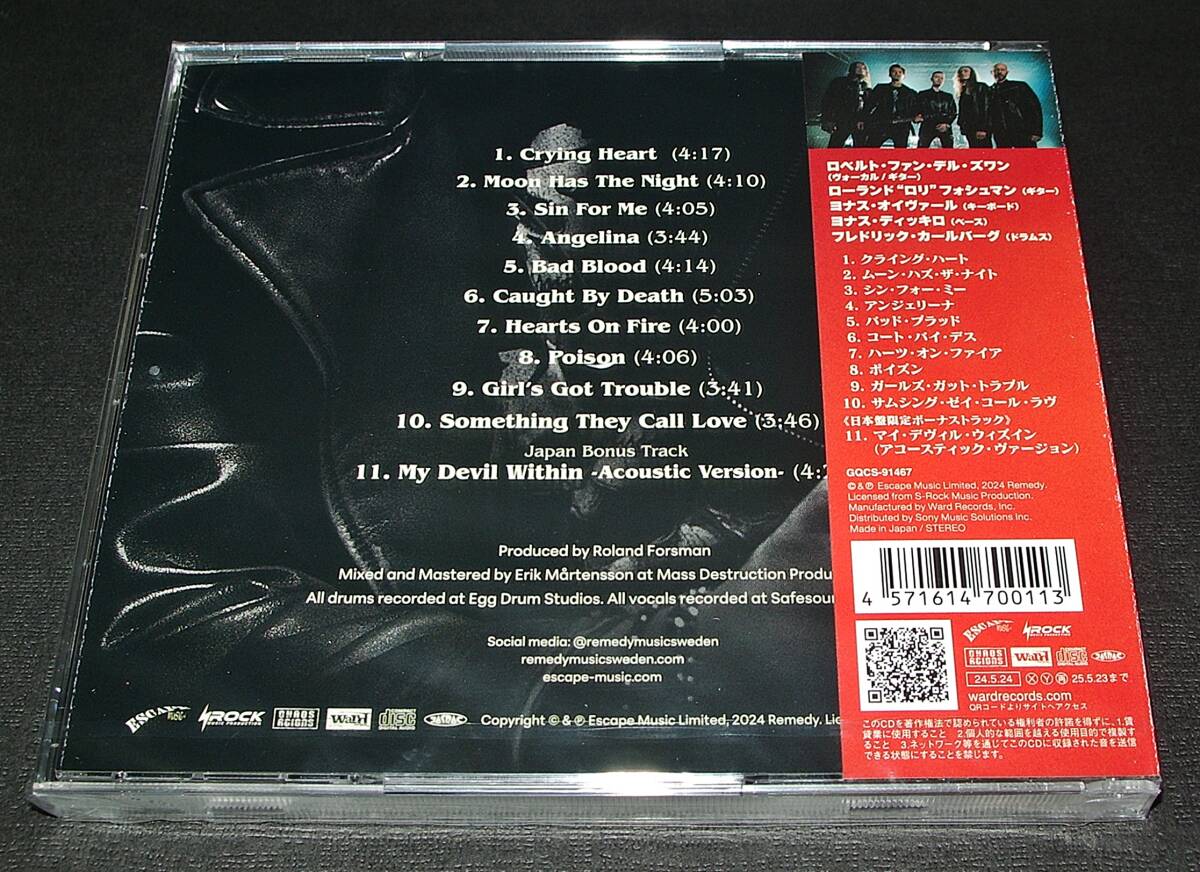 1. Crying Heart (4:17)
2. Moon Has The Night (4:10)
3. Sin For Me (4:05)
4. Angelina (3:44)
5. Bad Blood (4:14)
6. Caught By Death (5:03)
7. Hearts On Fire (4:00)
8. Poison (4:06)
9. Girl's Got Trouble (3:41)
10. Something They Call Love (3:46)
Japan Bonus Track
11. My Devil Within -Acoustic Version-
Produced by Roland Forsman
Mixed and Mastered by Erik Mårtensson at Mass Destruction
All drums recorded at Egg Drum Studios. All vocals recorded at
Social media: @remedymusicsweden
remedymusicsweden.com
escape-music.com
ESCAPE
ROCK
CHAOS
Ward
disc
DIGITAL AUDIO
Copyright © & ℗ Escape Music Limited, 2024 Remedy.
ロベルト・ファン・デル・ズワン
(ヴォーカル / ギター)
ローランド“ロリ”フォシュマン (ギター)
ヨナス・オイヴァール (キーボード)
ヨナス・ディッキロ (ベース)
フレドリック・カールバーグ (ドラムス)
1. クライング・ハート
2. ムーン・ハズ・ザ・ナイト
3. シン・フォー・ミー
4. アンジェリーナ
5. バッド・ブラッド
6. コート・バイ・デス
7. ハーツ・オン・ファイア
8. ポイズン
9. ガールズ・ガット・トラブル
10. サムシング・ゼイ・コール・ラヴ
《日本盤限定ボーナストラック》
11. マイ・デヴィル・ウィズイン
(アコースティック・ヴァージョン)
GQCS-91467
© & ℗ Escape Music Limited, 2024 Remedy.
Licensed from S-Rock Music Production.
Manufactured by Ward Records, Inc.
Distributed by Sony Music Solutions Inc.
Made in Japan / STEREO
4 571614 700113
ROCK
CHAOS
Ward
disc
24.5.24 Ⓧ Ⓨ 再 25.5.23まで
wardrecords.com
QRコードよりサイトへアクセス
このCDを著作権法で認められている権利者の許諾を得ずに、1.賃
貸業に使用すること 2.個人的な範囲を超える使用目的で複製す
ること 3.ネットワーク等を通じてこのCDに収録された音を送信
できる状態にすることを禁じます。